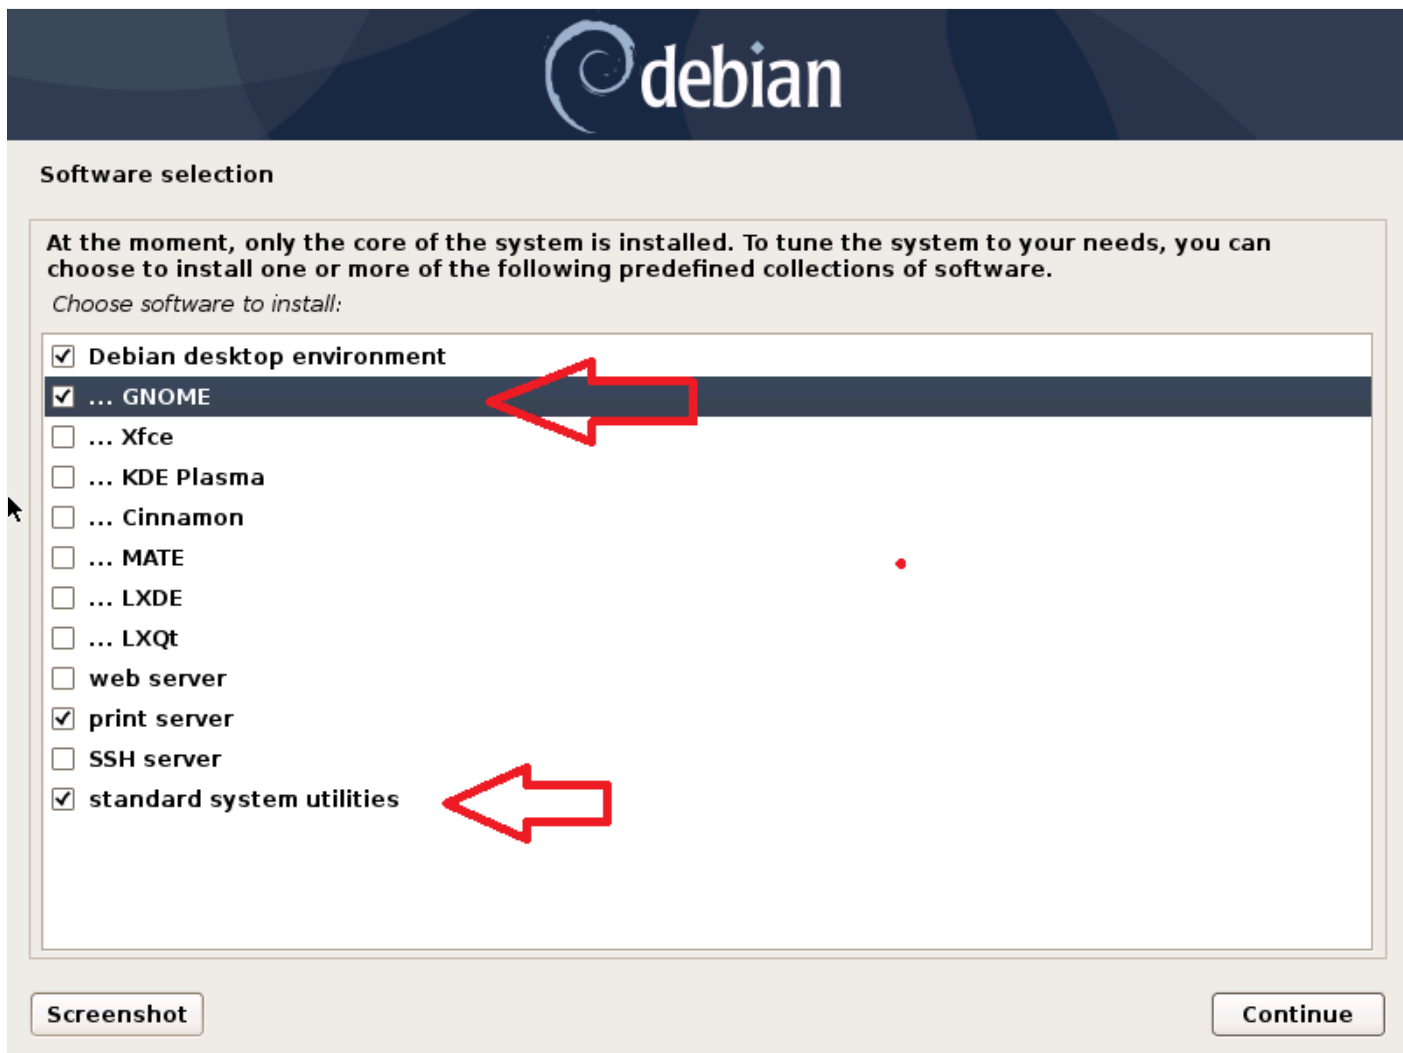 debian
Software selection
At the moment, only the core of the system is installed. To tune the system to your needs, you can
choose to install one or more of the following predefined collections of software.
Choose software to install:
Debian desktop environment
... GNOME
... Xfce
... KDE Plasma
... Cinnamon
... MATE
... LXDE
... LXQt
web server
print server
SSH server
standard system utilities
Screenshot
Continue